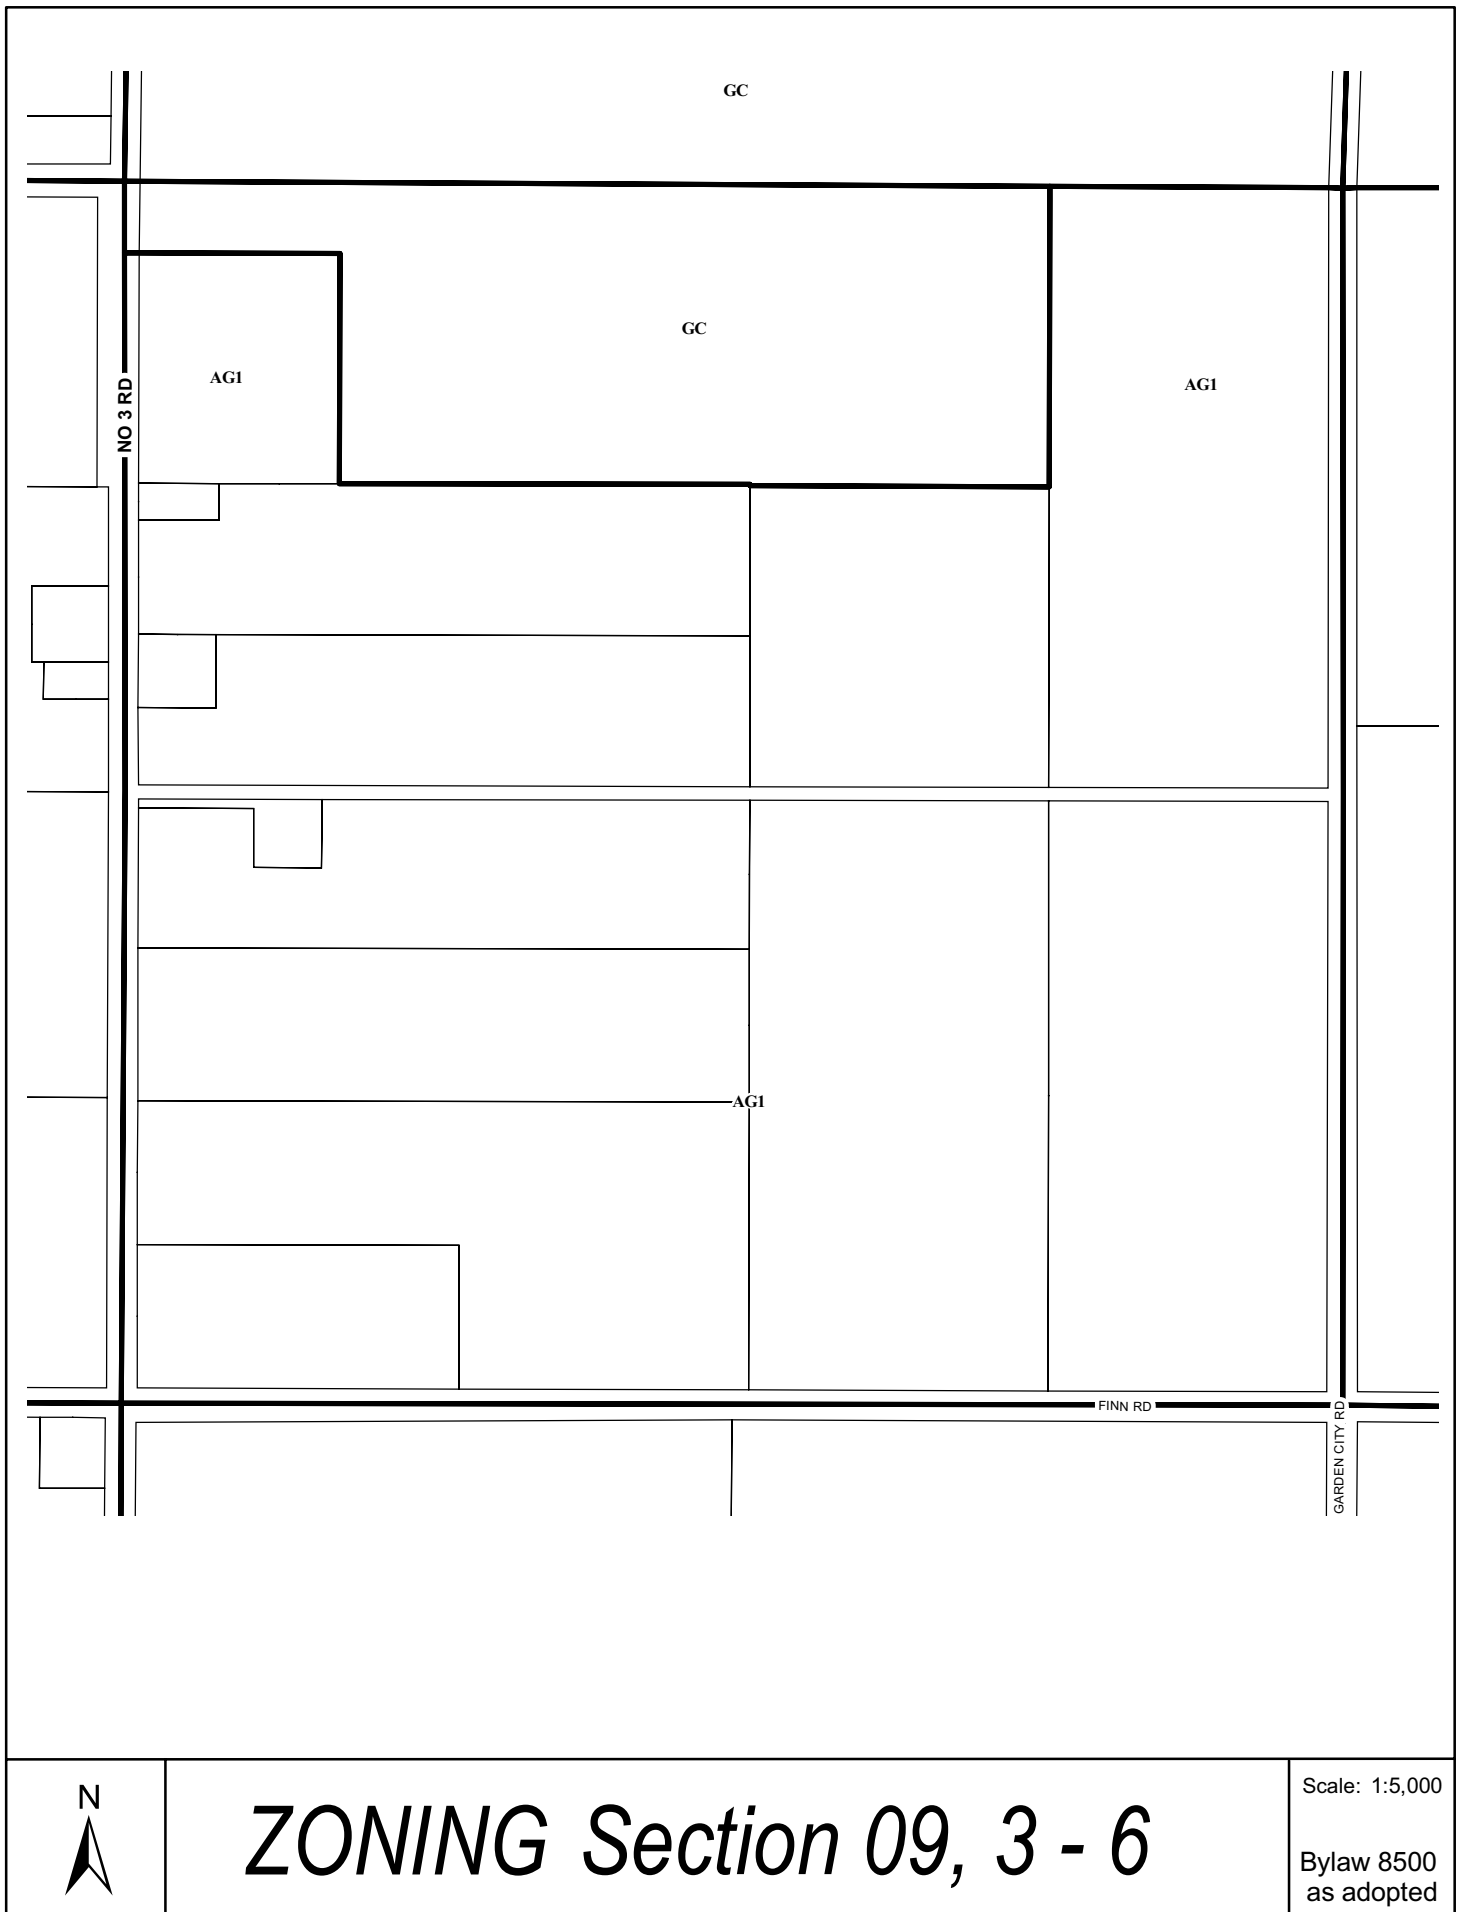 GC
GC
AG1
AG1
NO 3 RD
AG1
FINN RD
GARDEN CITY RD
N
ZONING Section 09, 3 - 6
Scale: 1:5,000
Bylaw 8500
as adopted